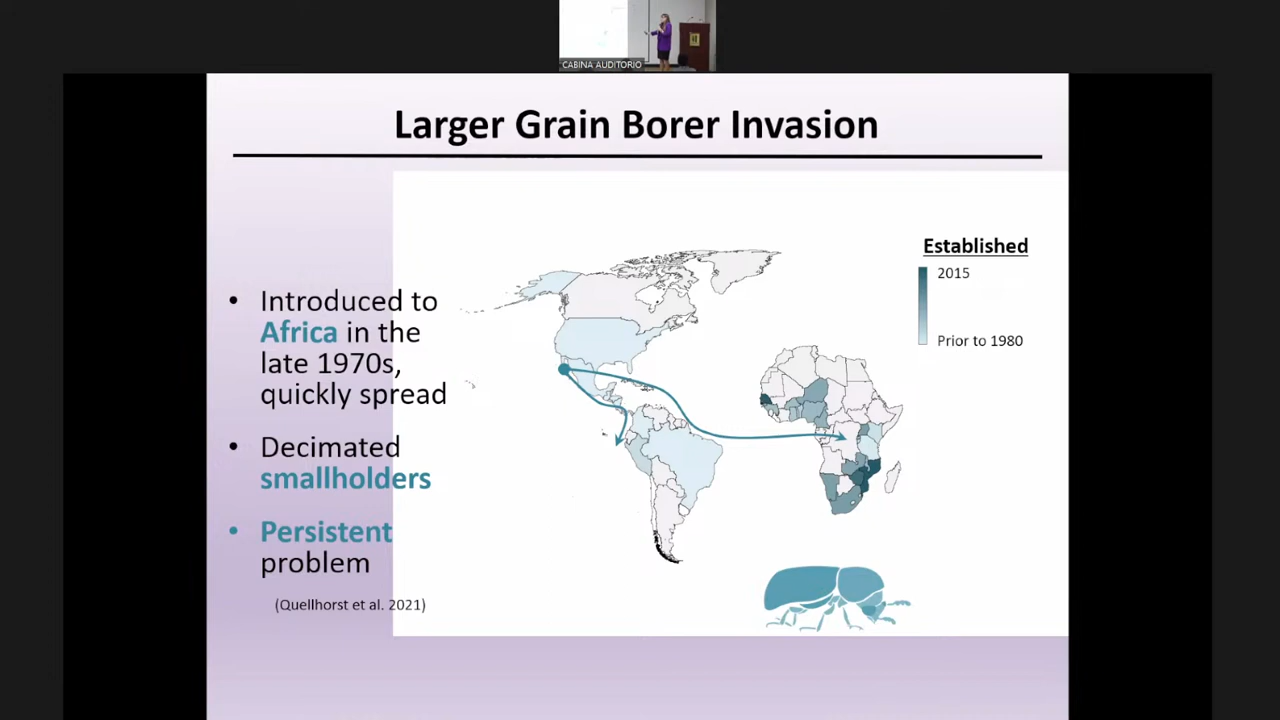 CABINA AUDITORIO
Larger Grain Borer Invasion
• Introduced to
Africa in the
late 1970s,
quickly spread
• Decimated
smallholders
• Persistent
problem
(Quellhorst et al. 2021)
Established
2015
Prior to 1980